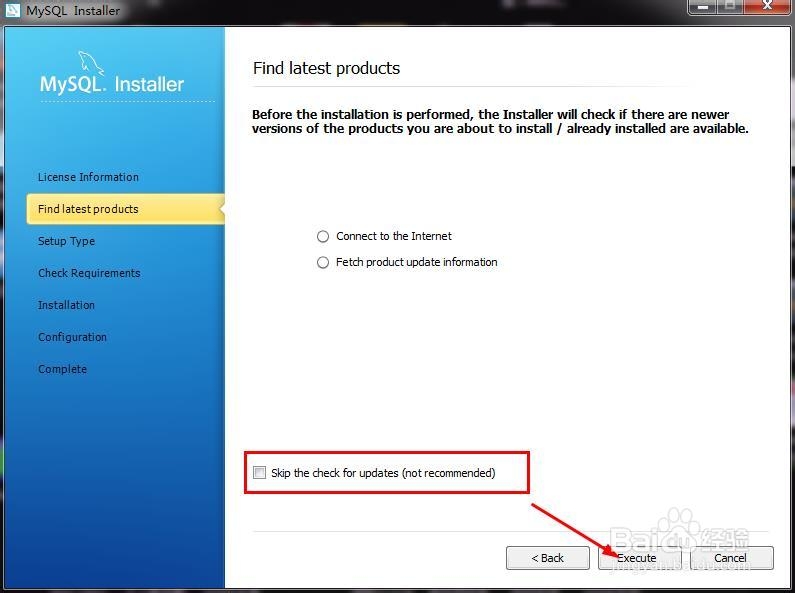 MySQL Installer
MySQL. Installer
License Information
Find latest products
Setup Type
Check Requirements
Installation
Configuration
Complete
Find latest products
Before the installation is performed, the Installer will check if there are newer
versions of the products you are about to install / already installed are available.
Connect to the Internet
Fetch product update information
Skip the check for updates (not recommended)
< Back
Execute
Cancel
Baidu 经验
jingyan.baidu.com